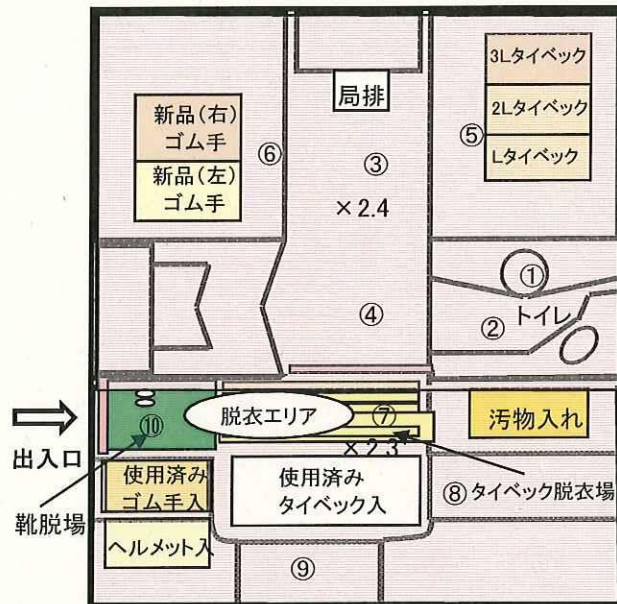 局排
3Lタイベック
2Lタイベック
Lタイベック
⑤
新品(右)
ゴム手
新品(左)
ゴム手
⑥
③
×2.4
①
④
②
トイレ
出入口
⑩
脱衣エリア
⑦
×2.3
汚物入れ
靴脱場
使用済み
ゴム手入
使用済み
タイベック入
⑧タイベック脱衣場
ヘルメット入
⑨